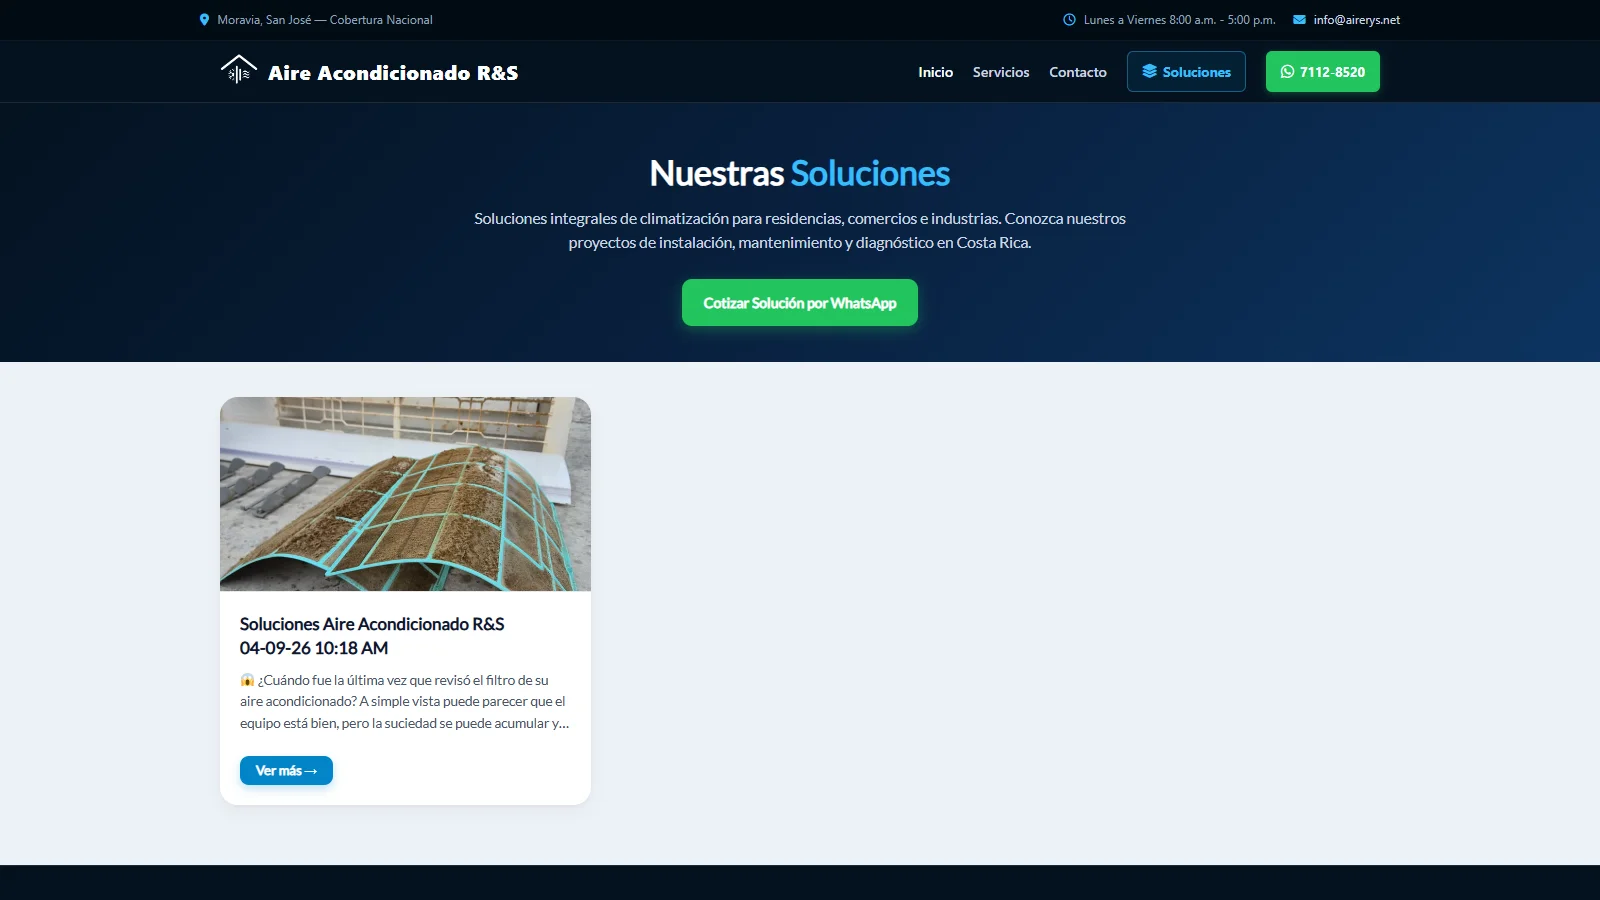 Moravia, San José — Cobertura Nacional
Lunes a Viernes 8:00 a.m. - 5:00 p.m.
info@airerys.net
Aire Acondicionado R&S
Inicio
Servicios
Contacto
Soluciones
7112-8520
Nuestras Soluciones
Soluciones integrales de climatización para residencias, comercios e industrias. Conozca nuestros
proyectos de instalación, mantenimiento y diagnóstico en Costa Rica.
Cotizar Solución por WhatsApp
Soluciones Aire Acondicionado R&S
04-09-26 10:18 AM
😱 ¿Cuándo fue la última vez que revisó el filtro de su
aire acondicionado? A simple vista puede parecer que el
equipo está bien, pero la suciedad se puede acumular y…
Ver más →